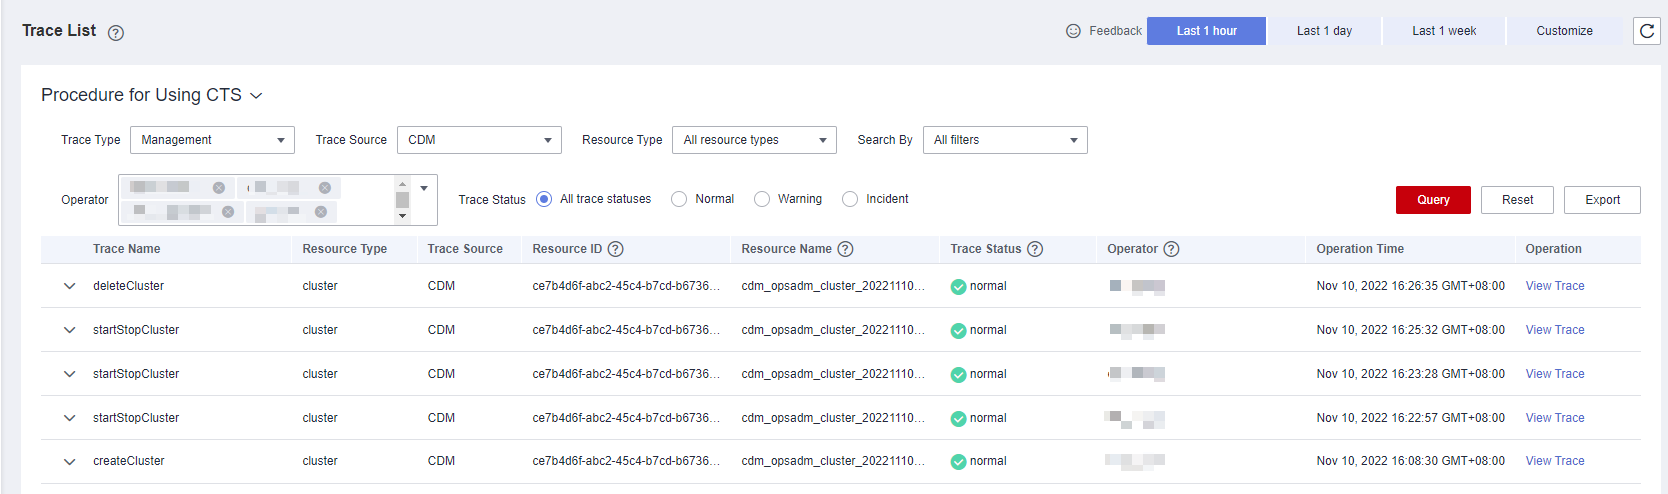 Trace List Feedback Last 1 hour Last 1 day Last 1 week Customize
Procedure for Using CTS
Trace Type Management Trace Source CDM Resource Type All resource types Search By All filters
Operator Trace Status All trace statuses Normal Warning Incident Query Reset Export
Trace Name Resource Type Trace Source Resource ID Resource Name Trace Status Operator Operation Time Operation
deleteCluster cluster CDM ce7b4d6f-abc2-45c4-b7cd-b6736... cdm_opsadm_cluster_20221110... normal Nov 10, 2022 16:26:35 GMT+08:00 View Trace
startStopCluster cluster CDM ce7b4d6f-abc2-45c4-b7cd-b6736... cdm_opsadm_cluster_20221110... normal Nov 10, 2022 16:25:32 GMT+08:00 View Trace
startStopCluster cluster CDM ce7b4d6f-abc2-45c4-b7cd-b6736... cdm_opsadm_cluster_20221110... normal Nov 10, 2022 16:23:28 GMT+08:00 View Trace
startStopCluster cluster CDM ce7b4d6f-abc2-45c4-b7cd-b6736... cdm_opsadm_cluster_20221110... normal Nov 10, 2022 16:22:57 GMT+08:00 View Trace
createCluster cluster CDM ce7b4d6f-abc2-45c4-b7cd-b6736... cdm_opsadm_cluster_20221110... normal Nov 10, 2022 16:08:30 GMT+08:00 View Trace